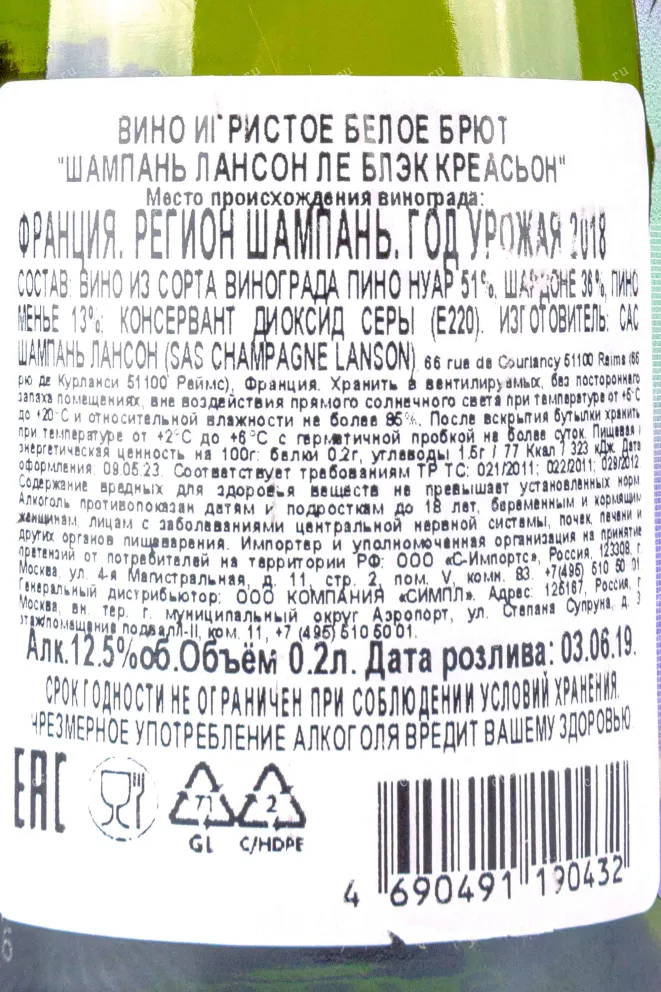 ВИНО ИГРИСТОЕ БЕЛОЕ БРЮТ
"ШАМПАНЬ ЛАНСОН ЛЕ БЛЭК КРЕАСЬОН"
Место происхождения винограда:
ФРАНЦИЯ. РЕГИОН ШАМПАНЬ. ГОД УРОЖАЯ 2018
СОСТАВ: ВИНО ИЗ СОРТА ВИНОГРАДА ПИНО НУАР 51%, ШАРДОНЕ 36%, ПИНО
МЕНЬЕ 13%; КОНСЕРВАНТ ДИОКСИД СЕРЫ (Е220). ИЗГОТОВИТЕЛЬ: САС
ШАМПАНЬ ЛАНСОН (SAS CHAMPAGNE LANSON) 66 rue de Courlancy 51100 Reims (66
рю де Курланси 51100 Реймс), Франция. Хранить в вентилируемых, без постороннего
запаха помещениях, вне воздействия прямого солнечного света при температуре от +5°С
до +20°С и относительной влажности не более 85%. После вскрытия бутылки хранить
при температуре от +2°С до +6°С с герметичной пробкой не более суток. Пищевая /
энергетическая ценность на 100г: белки 0.2г, углеводы 1.5г / 77 Ккал / 323 кДж. Дата
оформления: 09.05.23. Соответствует требованиям ТР ТС: 021/2011; 022/2011; 029/2012.
Содержание вредных для здоровья веществ не превышает установленных норм.
Алкоголь противопоказан детям и подросткам до 18 лет, беременным и кормящим
женщинам, лицам с заболеваниями центральной нервной системы, почек, печени и
других органов пищеварения. Импортер и уполномоченная организация на принятие
претензий от потребителей на территории РФ: ООО «С-Импортс», Россия, 123308, г.
Москва, ул. 4-я Магистральная, д. 11, стр. 2, пом. V, комн. 83. +7(495) 510 50 01
Генеральный дистрибьютор: ООО КОМПАНИЯ «СИМПЛ». Адрес: 125167, Россия, г.
Москва, вн. тер. г. муниципальный округ Аэропорт, ул. Степана Супруна, д. 3
этаж/помещения подвал/I-II, ком. 11, +7 (495) 510 50 01.
Алк.12.5%об.Объём 0.2л. Дата розлива: 03.06.19.
СРОК ГОДНОСТИ НЕ ОГРАНИЧЕН ПРИ СОБЛЮДЕНИИ УСЛОВИЙ ХРАНЕНИЯ.
ЧРЕЗМЕРНОЕ УПОТРЕБЛЕНИЕ АЛКОГОЛЯ ВРЕДИТ ВАШЕМУ ЗДОРОВЬЮ
EAC
71 2
GL C/HDPE
4 690491 190432